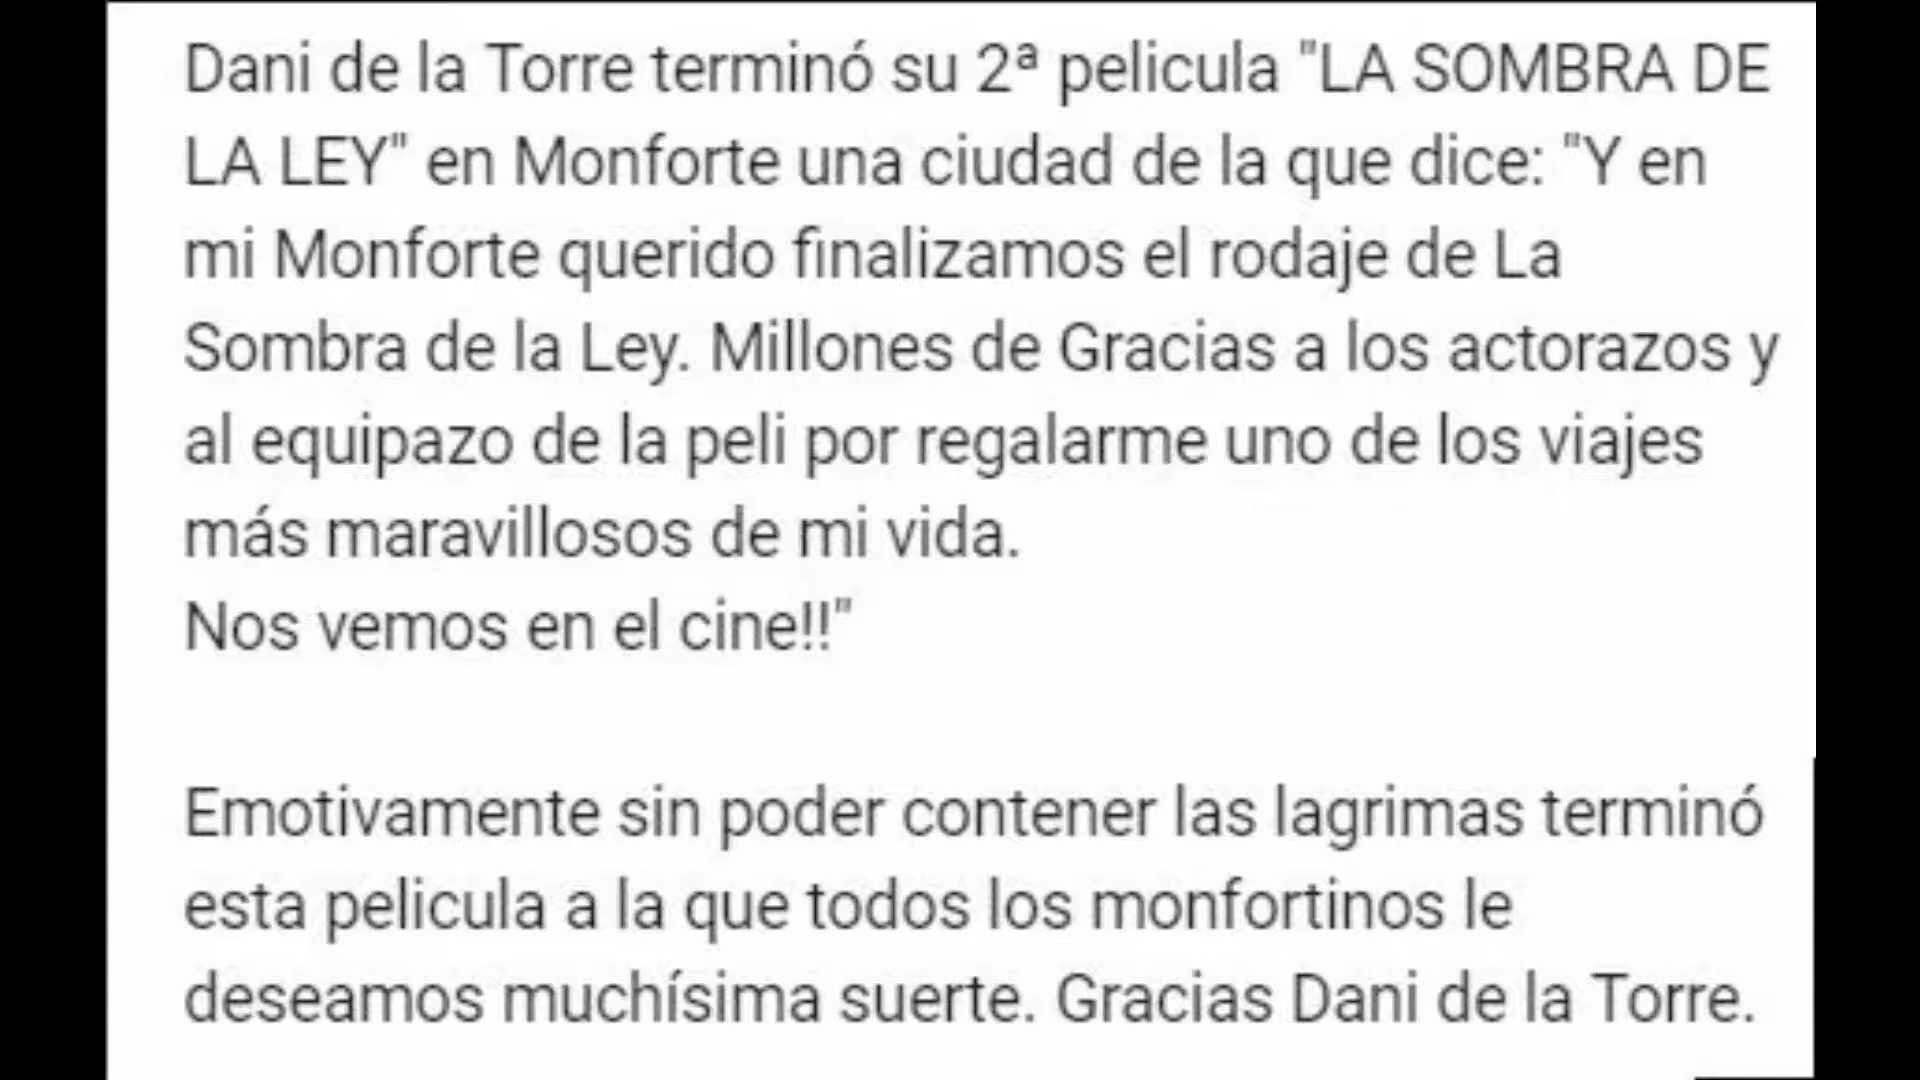 Dani de la Torre terminó su 2ª pelicula "LA SOMBRA DE
LA LEY" en Monforte una ciudad de la que dice: "Y en
mi Monforte querido finalizamos el rodaje de La
Sombra de la Ley. Millones de Gracias a los actorazos y
al equipazo de la peli por regalarme uno de los viajes
más maravillosos de mi vida.
Nos vemos en el cine!!"
Emotivamente sin poder contener las lagrimas terminó
esta pelicula a la que todos los monfortinos le
deseamos muchísima suerte. Gracias Dani de la Torre.